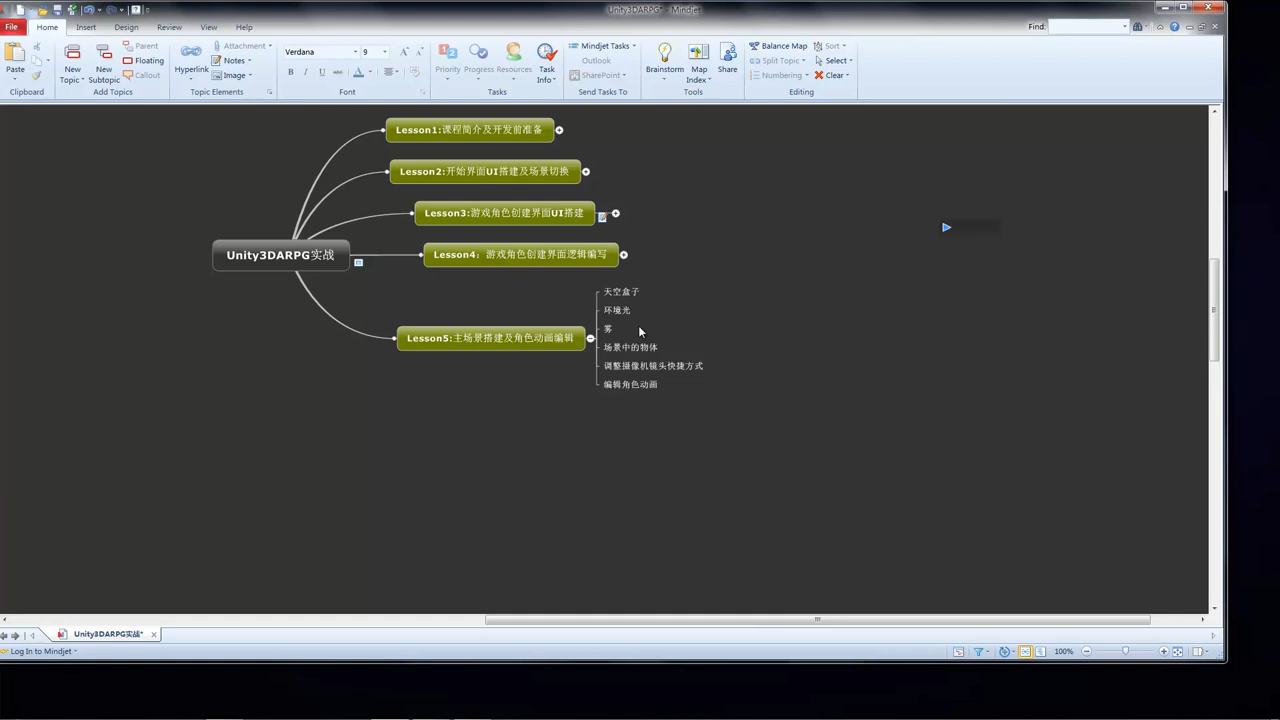 Unity3DARPG* - Mindjet
File Home Insert Design Review View Help Find:
Parent
Floating
Callout
Attachment
Notes
Image
Verdana 9
Mindjet Tasks
Outlook
SharePoint
Balance Map
Split Topic
Numbering
Sort
Select
Clear
Paste New Topic New Subtopic Hyperlink B I U abc A Priority Progress Resources Task Info Brainstorm Map Index Share
Clipboard Add Topics Topic Elements Font Tasks Send Tasks To Tools Editing
Lesson1:课程简介及开发前准备
Lesson2:开始界面UI搭建及场景切换
Lesson3:游戏角色创建界面UI搭建
Unity3DARPG实战
Lesson4：游戏角色创建界面逻辑编写
Lesson5:主场景搭建及角色动画编辑
天空盒子
环境光
雾
场景中的物体
调整摄像机镜头快捷方式
编辑角色动画
Unity3DARPG实战*
Log In to Mindjet
100%